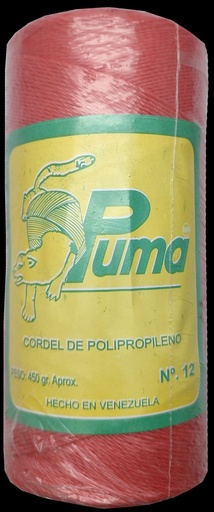 Puma
CORDEL DE POLIPROPILENO
PESO: 450 gr. Aprox. Nº. 12
HECHO EN VENEZUELA